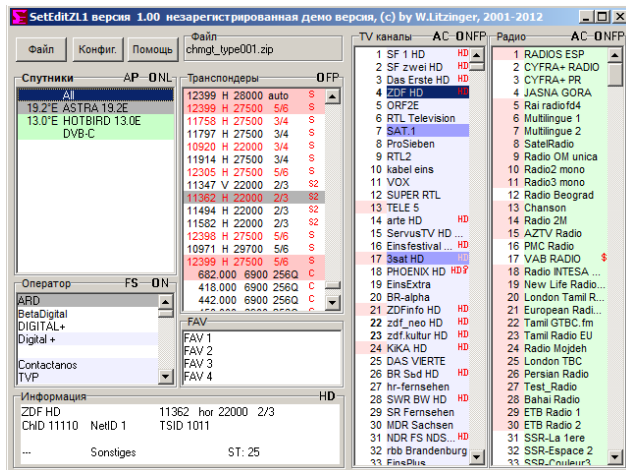 SetEditZL1 версия 1.00 незарегистрированная демо версия, (c) by W.Litzinger, 2001-2012
Файл
Конфиг.
Помощь
Файл
chmgt_type001.zip
Спутники AP-ONL
All
19.2°E ASTRA 19.2E
13.0°E HOTBIRD 13.0E
DVB-C
Транспондеры OFP
12399 H 28000 auto S
12399 H 27500 5/6 S
11758 H 27500 3/4 S
11797 H 27500 3/4 S
10920 H 22000 3/4 S
11914 H 27500 3/4 S
12305 H 27500 5/6 S
11347 V 22000 2/3 S2
11362 H 22000 2/3 S2
11494 H 22000 2/3 S2
11582 H 22000 2/3 S2
12398 H 27500 5/6 S
10971 H 29700 5/6 S
12399 H 27500 5/6 S
682.000 6900 256Q C
418.000 6900 256Q C
442.000 6900 256Q C
Оператор FS ON
ARD
BetaDigital
DIGITAL+
Digital +
Contactanos
TVP
FAV
FAV 1
FAV 2
FAV 3
FAV 4
Информация HD
ZDF HD 11362 hor 22000 2/3
ChID 11110 NetID 1 TSID 1011
--- Sonstiges ST: 25
TV каналы AC-ONFP
1 SF 1 HD HD
2 SF zwei HD HD
3 Das Erste HD HD
4 ZDF HD HD
5 ORF2E
6 RTL Television
7 SAT.1
8 ProSieben
9 RTL2
10 kabel eins
11 VOX
12 SUPER RTL
13 TELE 5
14 arte HD HD
15 ServusTV HD ...
16 Einsfestival ... HD
17 3sat HD HD
18 PHOENIX HD HD?
19 EinsExtra
20 BR-alpha
21 ZDFinfo HD HD
22 zdf_neo HD HD
23 zdf.kultur HD HD
24 KiKA HD HD
25 DAS VIERTE
26 BR Sьd HD HD
27 hr-fernsehen
28 SWR BW HD HD
29 SR Fernsehen
30 MDR Sachsen
31 NDR FS NDS... HD
32 rbb Brandenburg
33 EinsPlus
Радио AC-ONFP
1 RADIOS ESP
2 CYFRA+ RADIO
3 CYFRA+ PR
4 JASNA GORA
5 Rai radiofd4
6 Multilingue 1
7 Multilingue 2
8 SatelRadio
9 Radio OM unica
10 Radio2 mono
11 Radio3 mono
12 Radio Beograd
13 Chanson
14 Radio 2M
15 AZTV Radio
16 PMC Radio
17 VAB RADIO $
18 Radio INTESA ...
19 New Life Radio...
20 London Tamil R...
21 European Radi...
22 Tamil GTBC.fm
23 Tamil Radio EU
24 Radio Mojdeh
25 London TBC
26 Persian Radio
27 Test_Radio
28 Bahai Radio
29 ETB Radio 1
30 ETB Radio 2
31 SSR-La 1ere
32 SSR-Espace 2
33 SSR-Couleur3